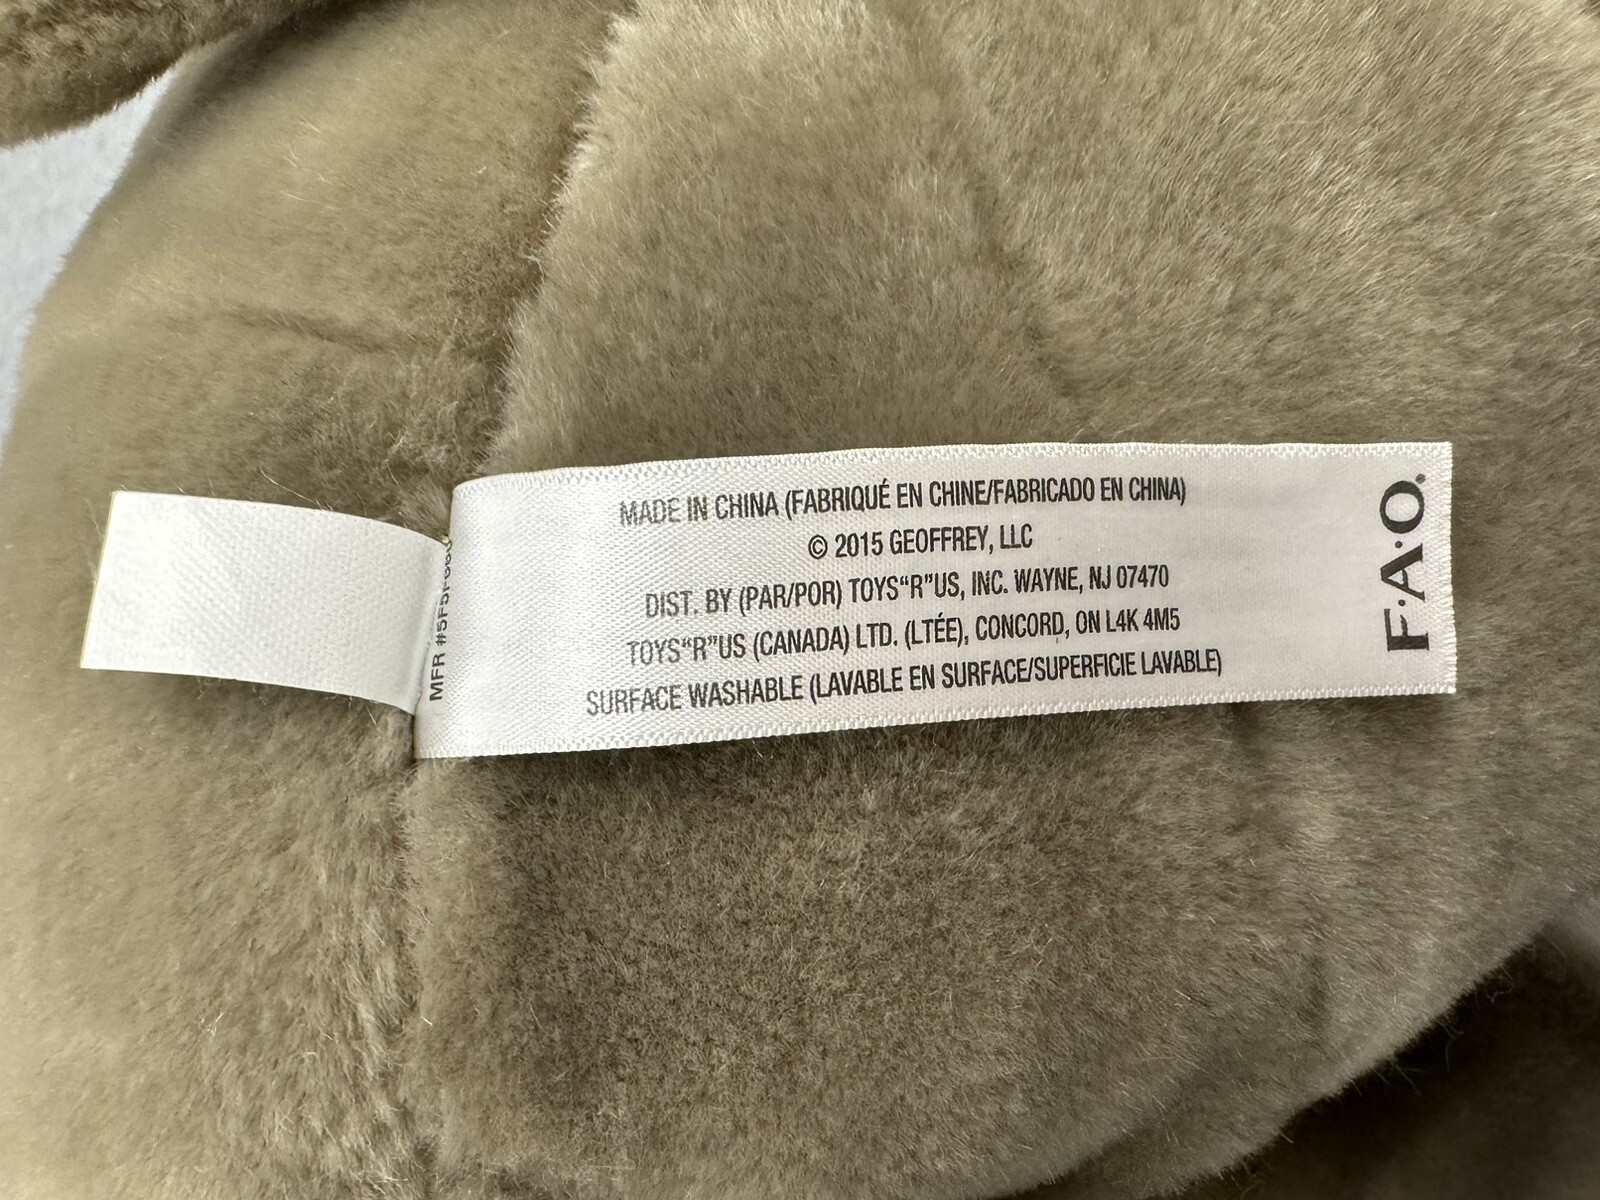 MADE IN CHINA (FABRIQUÉ EN CHINE/FABRICADO EN CHINA)
© 2015 GEOFFREY, LLC
DIST. BY (PAR/POR) TOYS“R”US, INC. WAYNE, NJ 07470
TOYS“R”US (CANADA) LTD. (LTÉE), CONCORD, ON L4K 4M5
SURFACE WASHABLE (LAVABLE EN SURFACE/SUPERFICIE LAVABLE)
F·A·O.
MFR